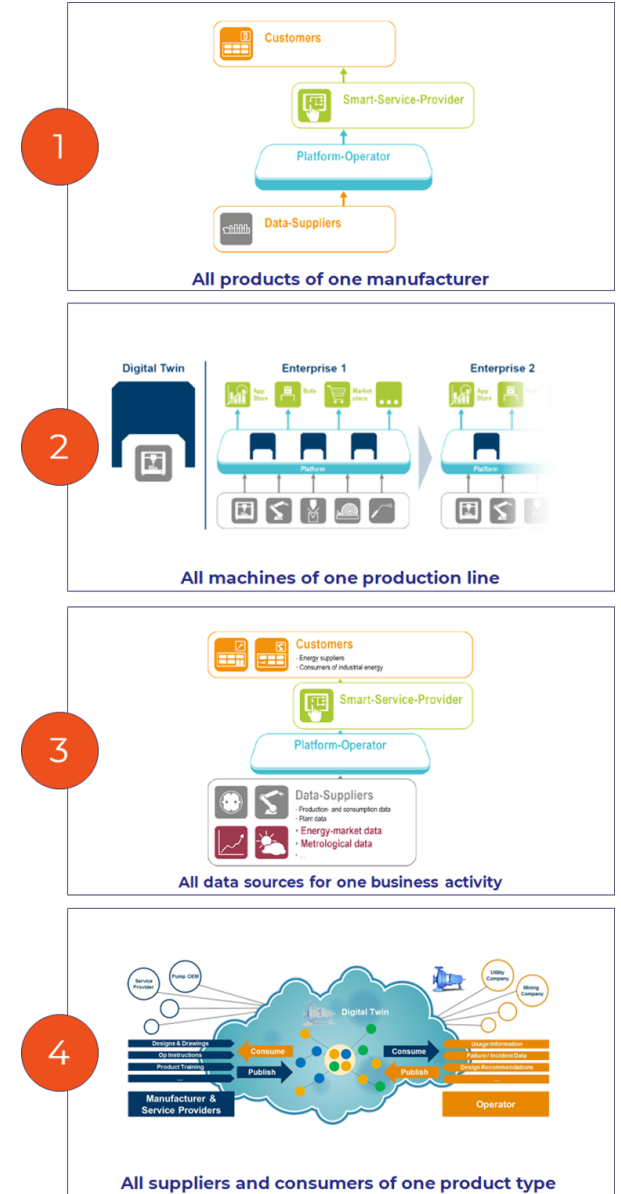 1
Customers
Smart-Service-Provider
Platform-Operator
Data-Suppliers
All products of one manufacturer
2
Digital Twin
Enterprise 1
Enterprise 2
App
Store
Bots
Market
place
App
Store
Platform
Platform
All machines of one production line
3
Customers
- Energy suppliers
- Consumers of industrial energy
Smart-Service-Provider
Platform-Operator
Data-Suppliers
- Production- and consumption data
• Plant data
• Energy-market data
• Metrological data
• ...
All data sources for one business activity
4
Service
Provider
Pump OEM
Utility
Company
Mining
Company
Digital Twin
Designs & Drawings
Op Instructions
Product Training
...
Consume
Publish
Consume
Publish
Usage Information
Failure / Incident Data
Design Recommendations
...
Manufacturer &
Service Providers
Operator
All suppliers and consumers of one product type